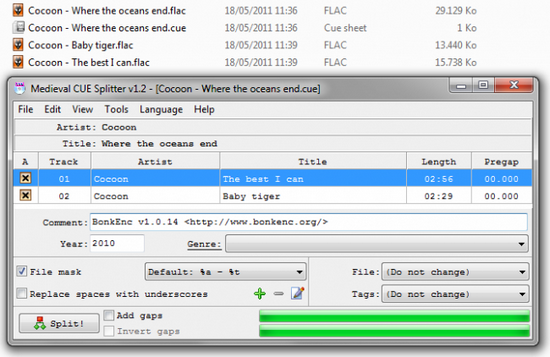 Cocoon - Where the oceans end.flac 18/05/2011 11:36 FLAC 29.129 Ko
Cocoon - Where the oceans end.cue 18/05/2011 11:36 Cue sheet 1 Ko
Cocoon - Baby tiger.flac 18/05/2011 11:39 FLAC 13.440 Ko
Cocoon - The best I can.flac 18/05/2011 11:39 FLAC 15.738 Ko
Medieval CUE Splitter v1.2 - [Cocoon - Where the oceans end.cue]
File Edit View Tools Language Help
Artist: Cocoon
Title: Where the oceans end
A Track Artist Title Length Pregap
01 Cocoon The best I can 02:56 00.000
02 Cocoon Baby tiger 02:29 00.000
Comment: BonkEnc v1.0.14 <http://www.bonkenc.org/>
Year: 2010 Genre:
File mask Default: %a - %t File: (Do not change)
Replace spaces with underscores Tags: (Do not change)
Split! Add gaps
Invert gaps